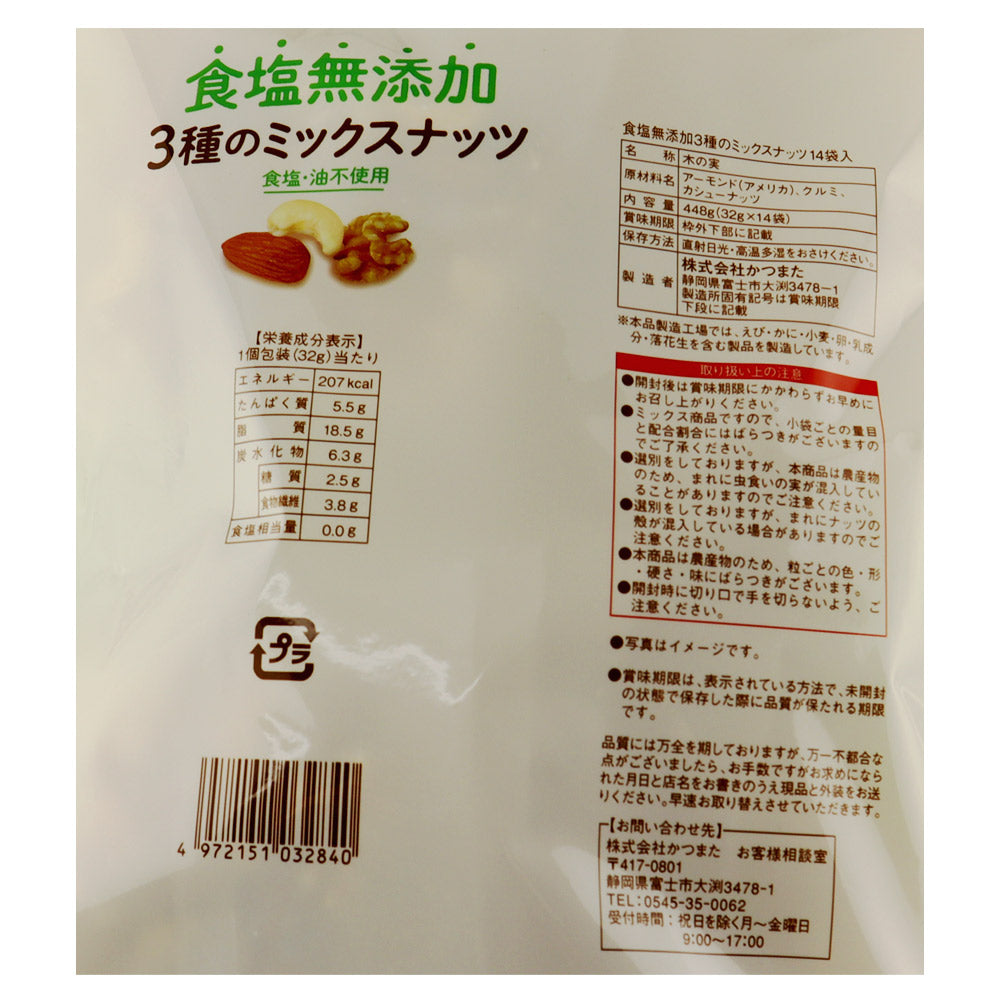 食塩無添加
3種のミックスナッツ
食塩・油不使用
【栄養成分表示】
1個包装(32g)当たり
エネルギー 207kcal
たんぱく質 5.5g
脂質 18.5g
炭水化物 6.3g
糖質 2.5g
食物繊維 3.8g
食塩相当量 0.0g
プラ
4 972151 032840
食塩無添加3種のミックスナッツ14袋入
名称 木の実
原材料名 アーモンド(アメリカ)、クルミ、
カシューナッツ
内容量 448g(32g×14袋)
賞味期限 枠外下部に記載
保存方法 直射日光・高温多湿をおさけください。
製造者 株式会社かつまた
静岡県富士市大渕3478-1
製造所固有記号は賞味期限
下段に記載
※本品製造工場では、えび・かに・小麦・卵・乳成
分・落花生を含む製品を製造しています。
取り扱い上の注意
●開封後は賞味期限にかかわらずお早めに
お召し上がりください。
●ミックス商品ですので、小袋ごとの量目
と配合割合にはばらつきがございますの
でご了承ください。
●選別をしておりますが、本商品は農産物
のため、まれに虫食いの実が混入してい
ることがありますのでご注意ください。
●選別をしておりますが、まれにナッツの
殻が混入している場合がありますのでご
注意ください。
●本商品は農産物のため、粒ごとの色・形
・硬さ・味にばらつきがございます。
●開封時に切り口で手を切らないよう、ご
注意ください。
●写真はイメージです。
●賞味期限は、表示されている方法で、未開封
の状態で保存した際に品質が保たれる期限
です。
品質には万全を期しておりますが、万一不都合な
点がございましたら、お手数ですがお求めになら
れた月日と店名をお書きのうえ現品と外装をお送
りください。早速お取り替えさせていただきます。
【お問い合わせ先】
株式会社かつまた お客様相談室
〒417-0801
静岡県富士市大渕3478-1
TEL:0545-35-0062
受付時間:祝日を除く月～金曜日
9:00～17:00